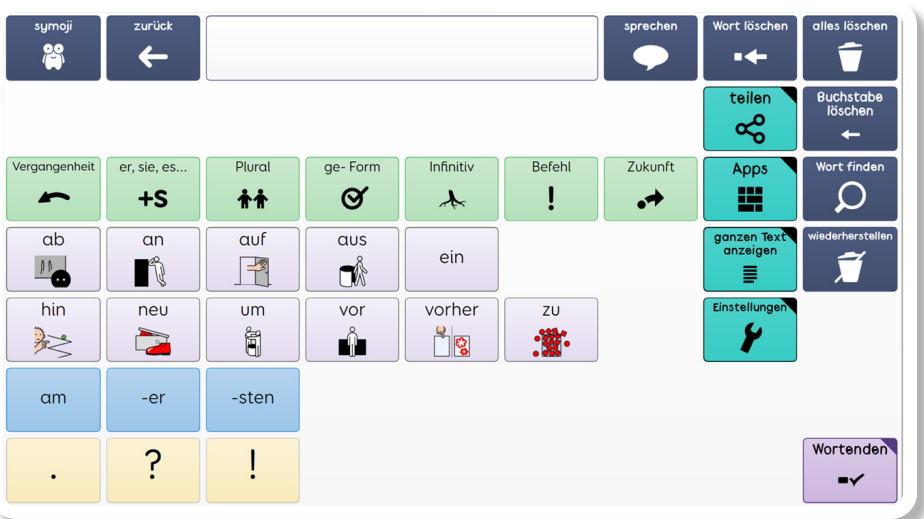 symoji
zurück
sprechen
Wort löschen
alles löschen
teilen
Buchstabe
löschen
Vergangenheit
er, sie, es...
+S
Plural
ge- Form
Infinitiv
Befehl
!
Zukunft
Apps
Wort finden
ab
an
auf
aus
ein
ganzen Text
anzeigen
wiederherstellen
hin
neu
um
vor
vorher
zu
Einstellungen
am
-er
-sten
.
?
!
Wortenden